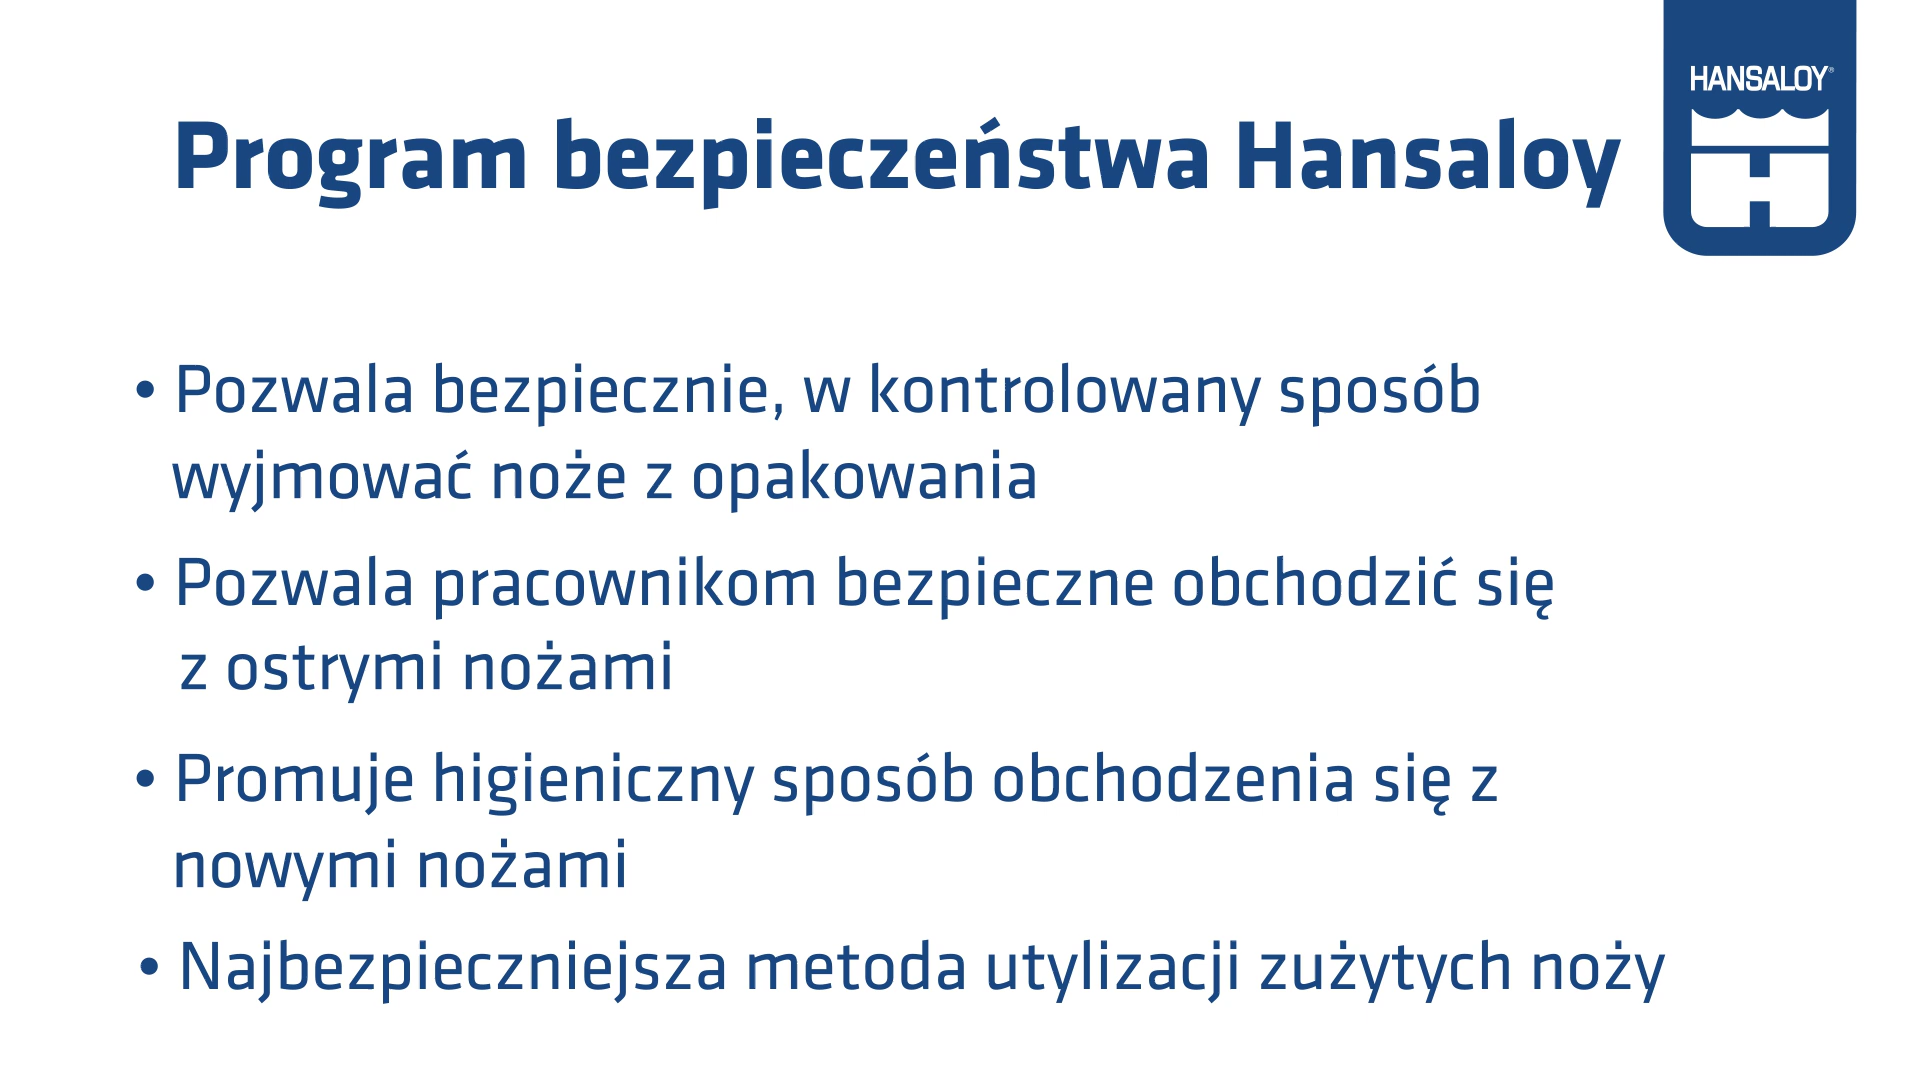 HANSALOY®
Program bezpieczeństwa Hansaloy
• Pozwala bezpiecznie, w kontrolowany sposób
wyjmować noże z opakowania
• Pozwala pracownikom bezpieczne obchodzić się
z ostrymi nożami
• Promuje higieniczny sposób obchodzenia się z
nowymi nożami
• Najbezpieczniejsza metoda utylizacji zużytych noży